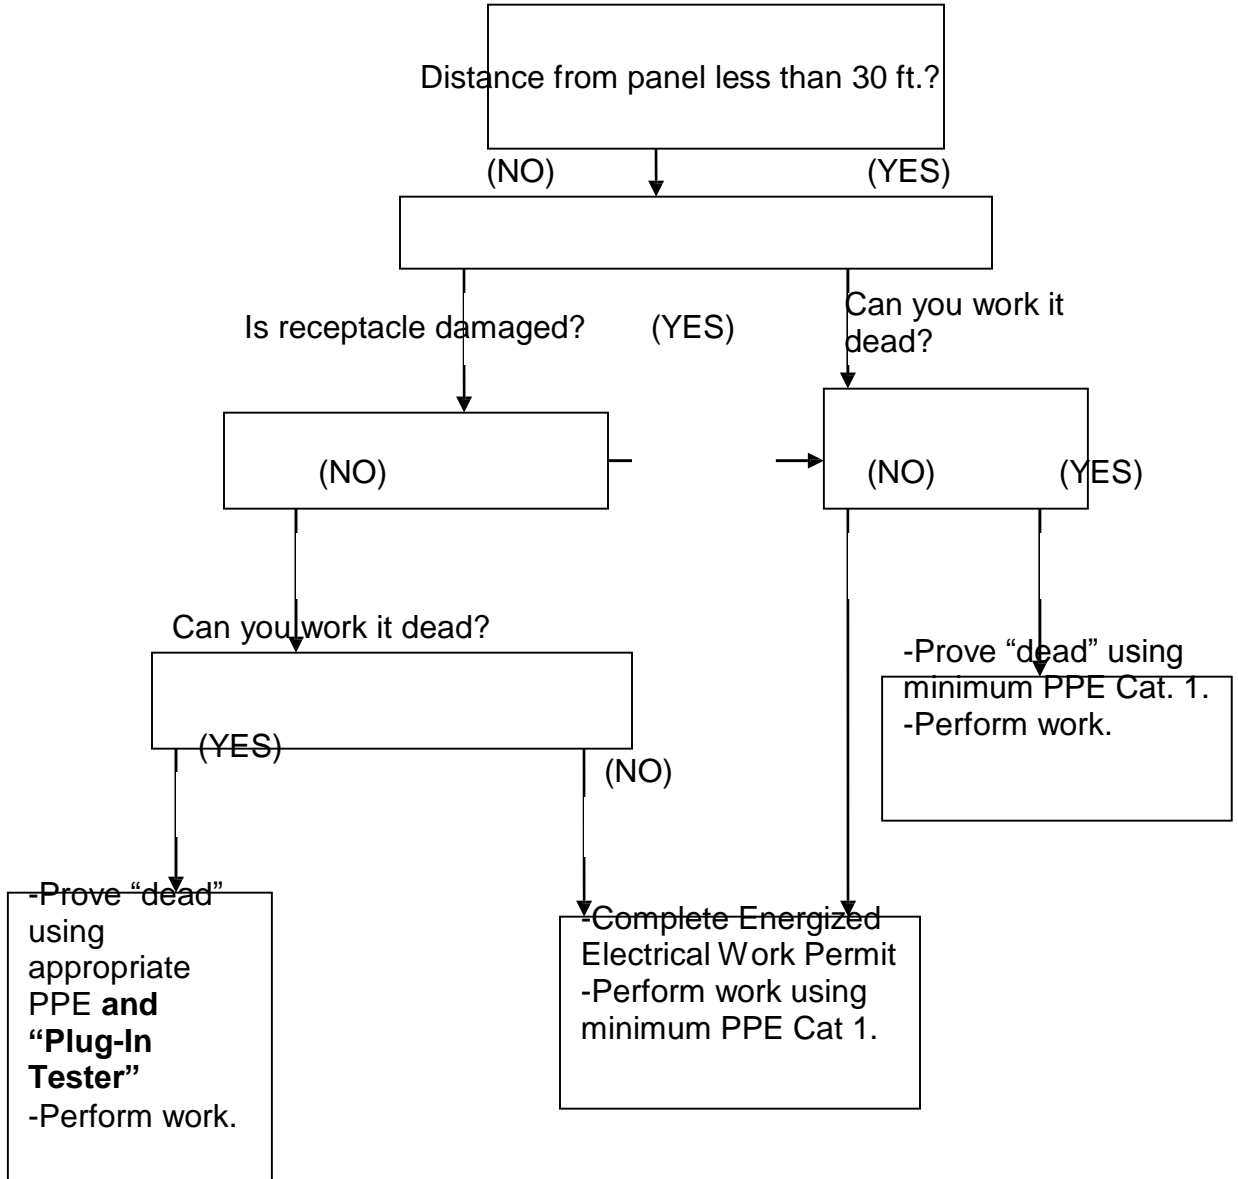 Distance from panel less than 30 ft.?
(NO) (YES)
Is receptacle damaged? (YES)
Can you work it
dead?
(NO)
(NO) (YES)
Can you work it dead?
(YES)
(NO)
-Prove “dead” using
minimum PPE Cat. 1.
-Perform work.
-Prove “dead”
using
appropriate
PPE and
“Plug-In
Tester”
-Perform work.
-Complete Energized
Electrical Work Permit
-Perform work using
minimum PPE Cat 1.